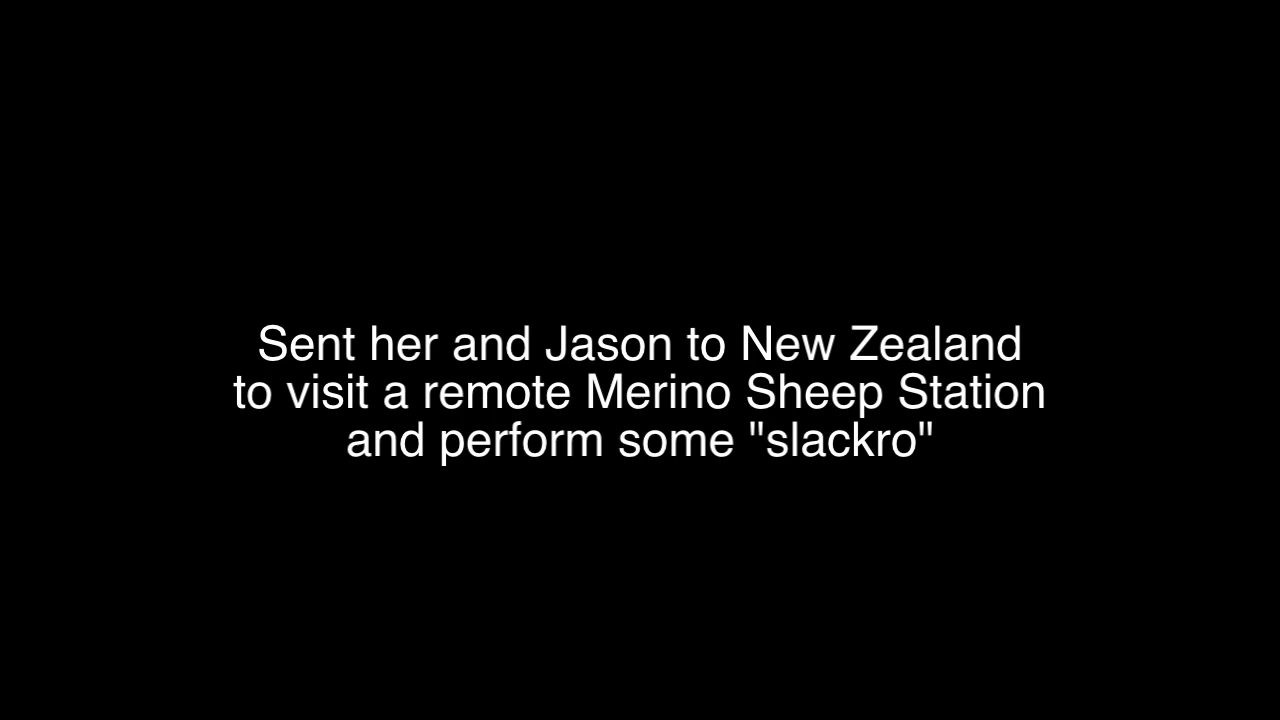 Sent her and Jason to New Zealand
to visit a remote Merino Sheep Station
and perform some "slackro"